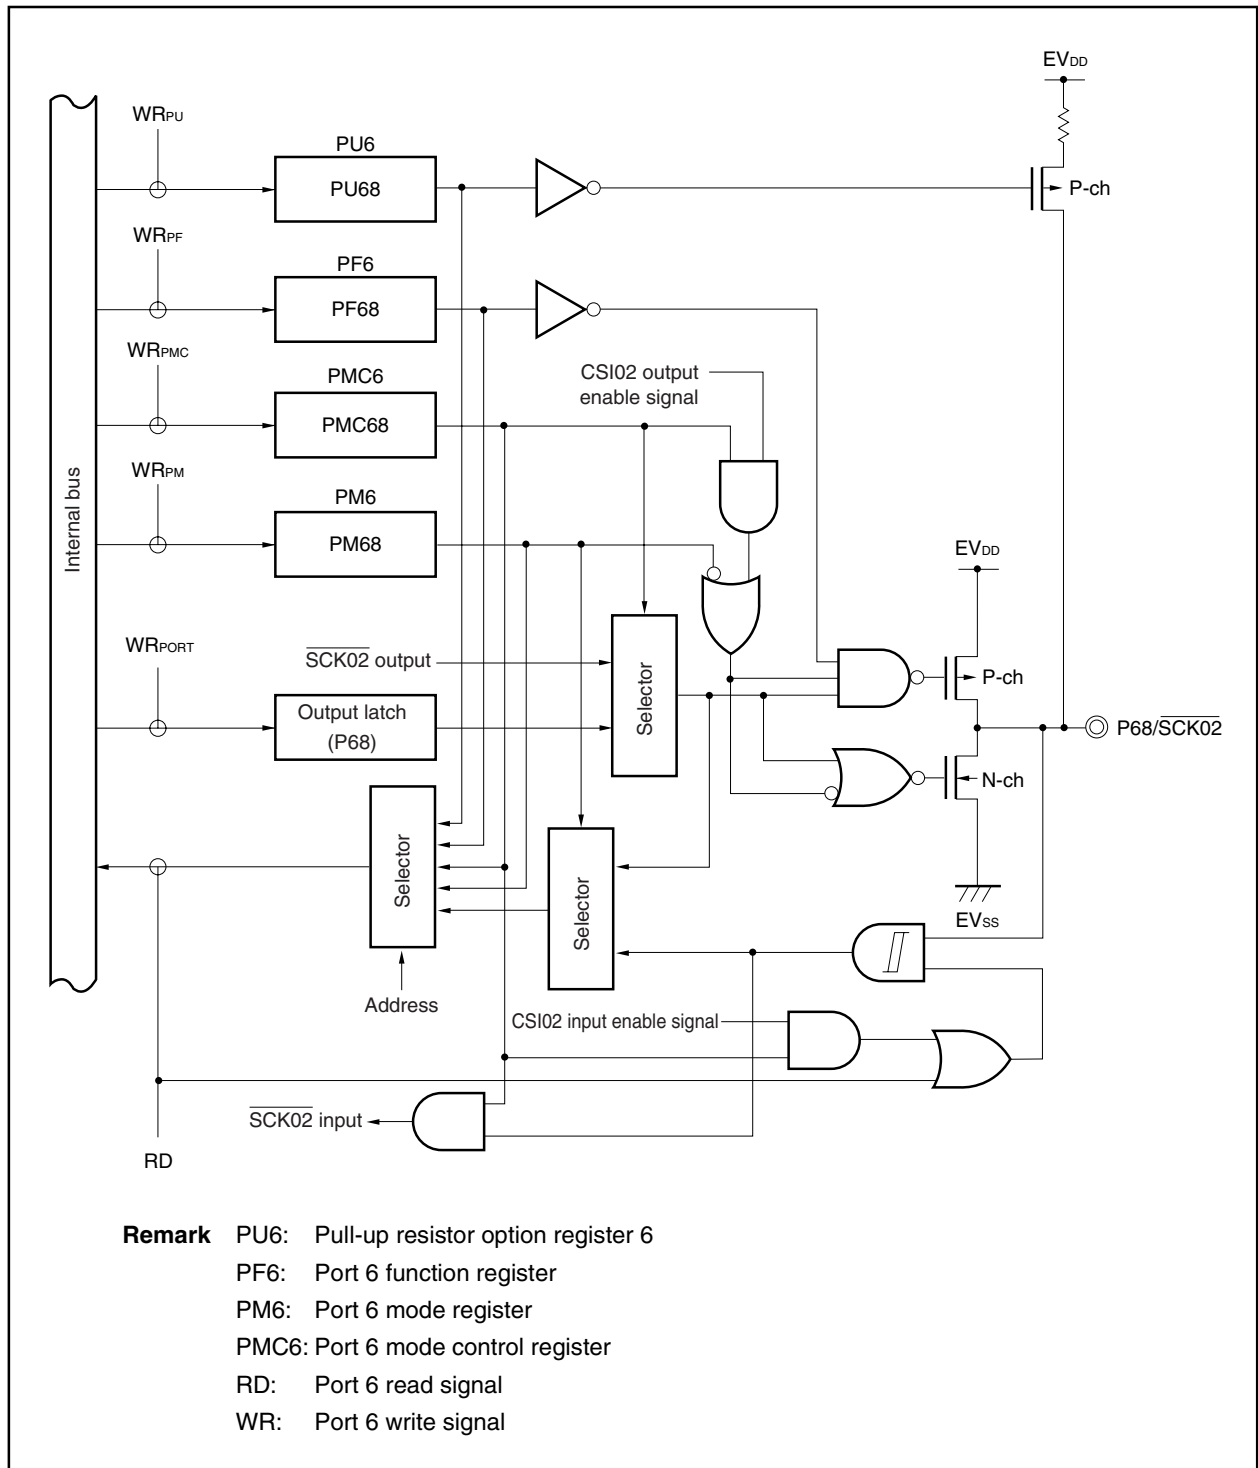 EVDD
WRPU
PU6
PU68
P-ch
WRPF
PF6
PF68
WRPMC
PMC6
CSI02 output
enable signal
PMC68
WRPM
PM6
PM68
Internal bus
EVDD
WRPORT
SCK02 output
Selector
P-ch
Output latch
(P68)
P68/SCK02
N-ch
Selector
Selector
EVSS
Address
CSI02 input enable signal
SCK02 input
RD
Remark PU6: Pull-up resistor option register 6
PF6: Port 6 function register
PM6: Port 6 mode register
PMC6: Port 6 mode control register
RD: Port 6 read signal
WR: Port 6 write signal